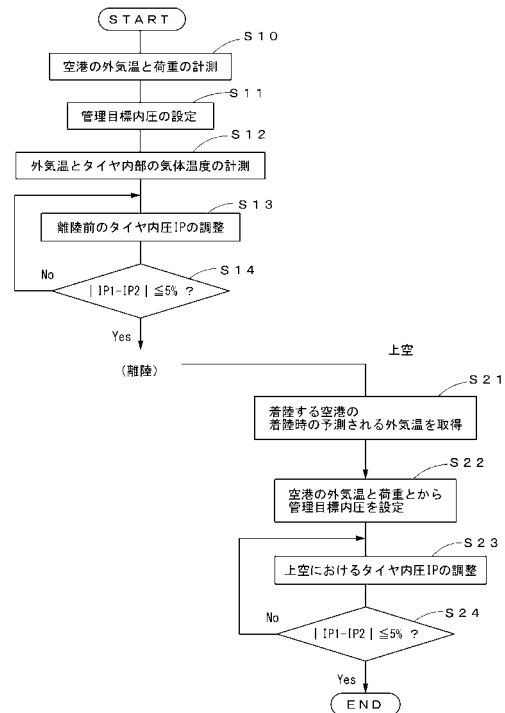 START
S10
空港の外気温と荷重の計測
S11
管理目標内圧の設定
S12
外気温とタイヤ内部の気体温度の計測
S13
離陸前のタイヤ内圧IPの調整
S14
No
|IP1-IP2|≦5% ?
Yes
(離陸)
上空
S21
着陸する空港の
着陸時の予測される外気温を取得
S22
空港の外気温と荷重とから
管理目標内圧を設定
S23
上空におけるタイヤ内圧IPの調整
S24
No
|IP1-IP2|≦5% ?
Yes
END